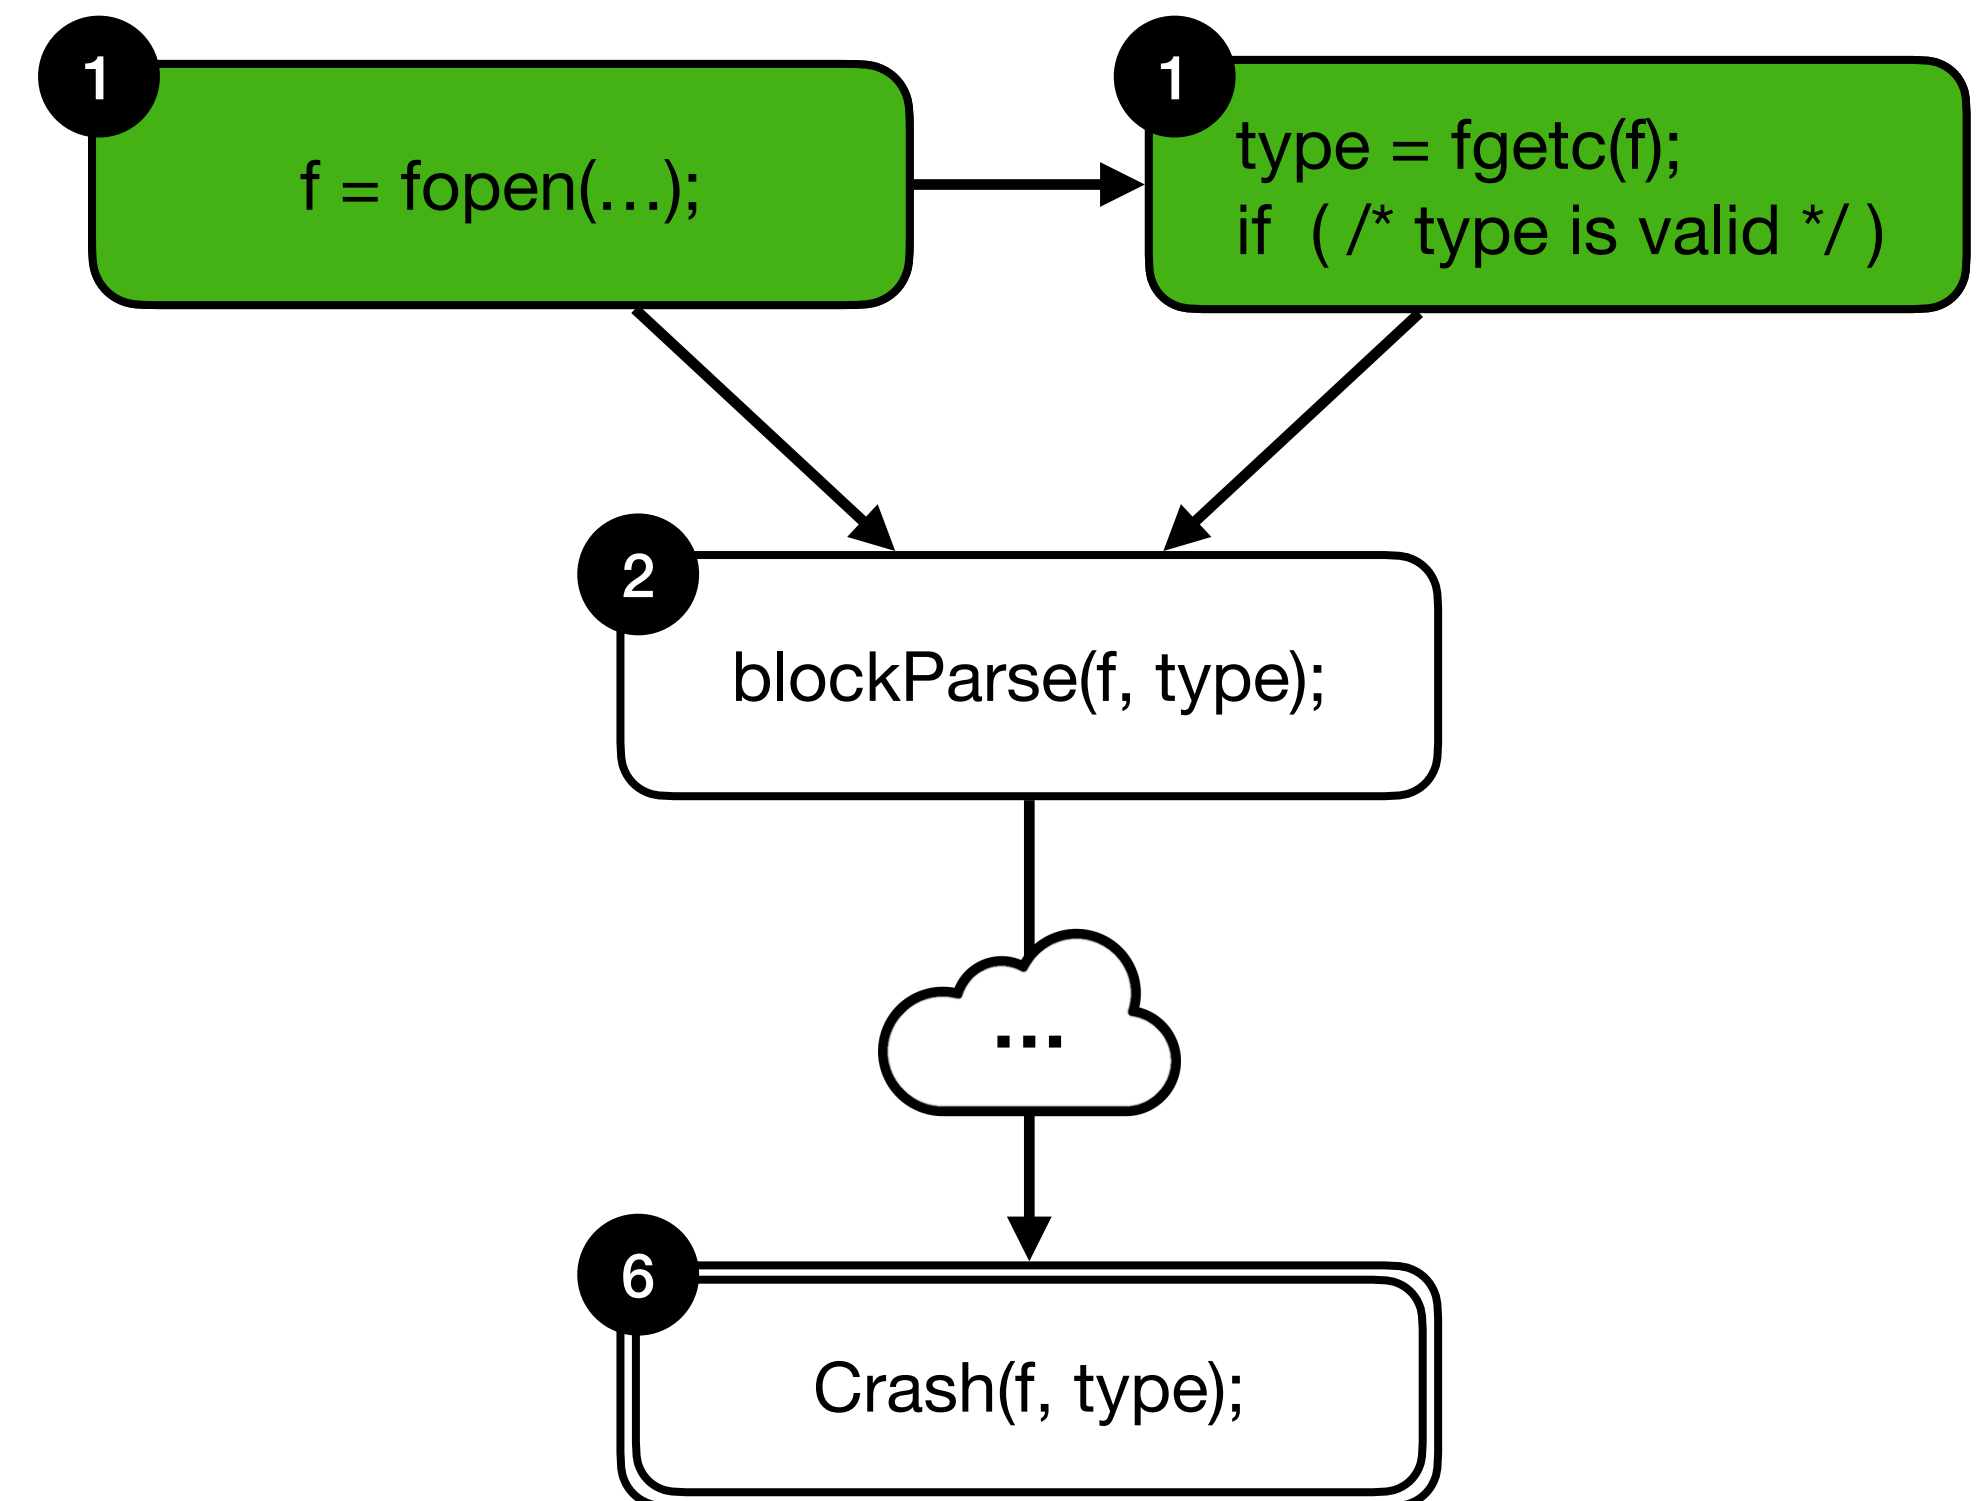 1
f = fopen(...);
1
type = fgetc(f);
if ( /* type is valid */ )
2
blockParse(f, type);
...
6
Crash(f, type);